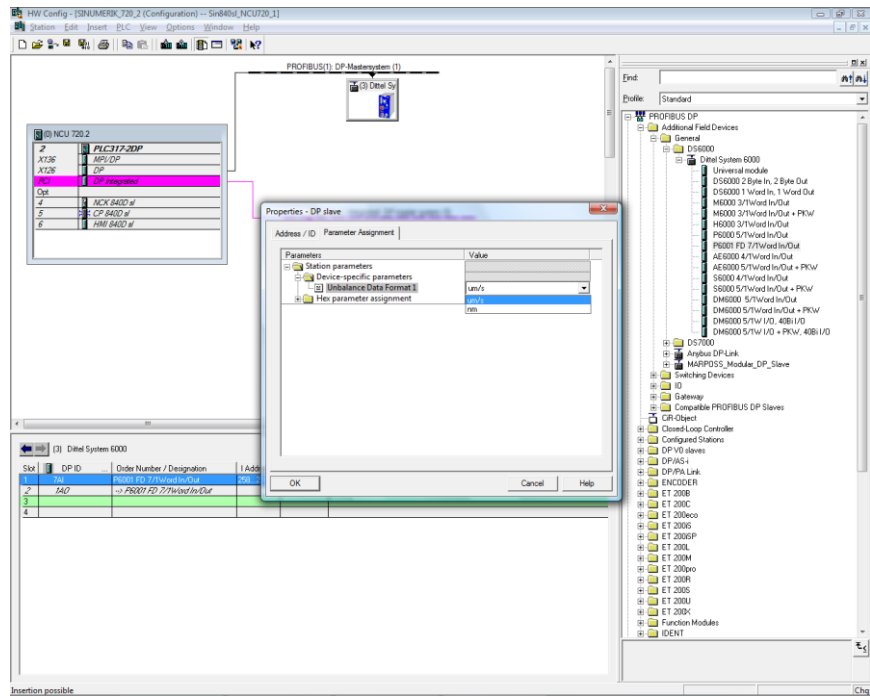 HW Config - [SINUMERIK_720_2 (Configuration) -- Sin840sl_NCU720_1]
Station Edit Insert PLC View Options Window Help
PROFIBUS(1): DP-Mastersystem (1)
(3) Dittel Sy
(0) NCU 720.2
2 PLC317-2DP
X136 MPI/DP
X126 DP
PCI DP Integrated
Opt
4 NCK 840D sl
5 CP 840D sl
6 HMI 840D sl
Properties - DP slave
Address / ID Parameter Assignment
Parameters Value
Station parameters
Device-specific parameters
Unbalance Data Format 1 um/s
um/s
Hex parameter assignment
nm
OK Cancel Help
(3) Dittel System 6000
Slot DP ID ... Order Number / Designation I Addr
1 7AI P6001 FD 7/1Word In/Out
2 1AO -> P6001 FD 7/1Word In/Out
3
4
Find:
Profile: Standard
PROFIBUS DP
Additional Field Devices
General
DS6000
Dittel System 6000
Universal module
DS6000 2 Byte In, 2 Byte Out
DS6000 1 Word In, 1 Word Out
M6000 3/1Word In/Out
M6000 3/1Word In/Out + PKW
H6000 3/1Word In/Out
P6000 5/1Word In/Out
P6001 FD 7/1Word In/Out
AE6000 4/1Word In/Out
AE6000 5/1Word In/Out + PKW
S6000 4/1Word In/Out
S6000 5/1Word In/Out + PKW
DM6000 5/1Word In/Out
DM6000 5/1Word In/Out + PKW
DM6000 5/1W I/O, 40Bi I/O
DM6000 5/1W I/O + PKW, 40Bi I/O
DS7000
Anybus DP-Link
MARPOSS_Modular_DP_Slave
Switching Devices
IO
Gateway
Compatible PROFIBUS DP Slaves
CiR-Object
Closed-Loop Controller
Configured Stations
DP V0 slaves
DP/AS-i
DP/PA Link
ENCODER
ET 200B
ET 200C
ET 200eco
ET 200iS
ET 200iSP
ET 200L
ET 200M
ET 200pro
ET 200R
ET 200S
ET 200U
ET 200X
Function Modules
IDENT
Insertion possible
Chg